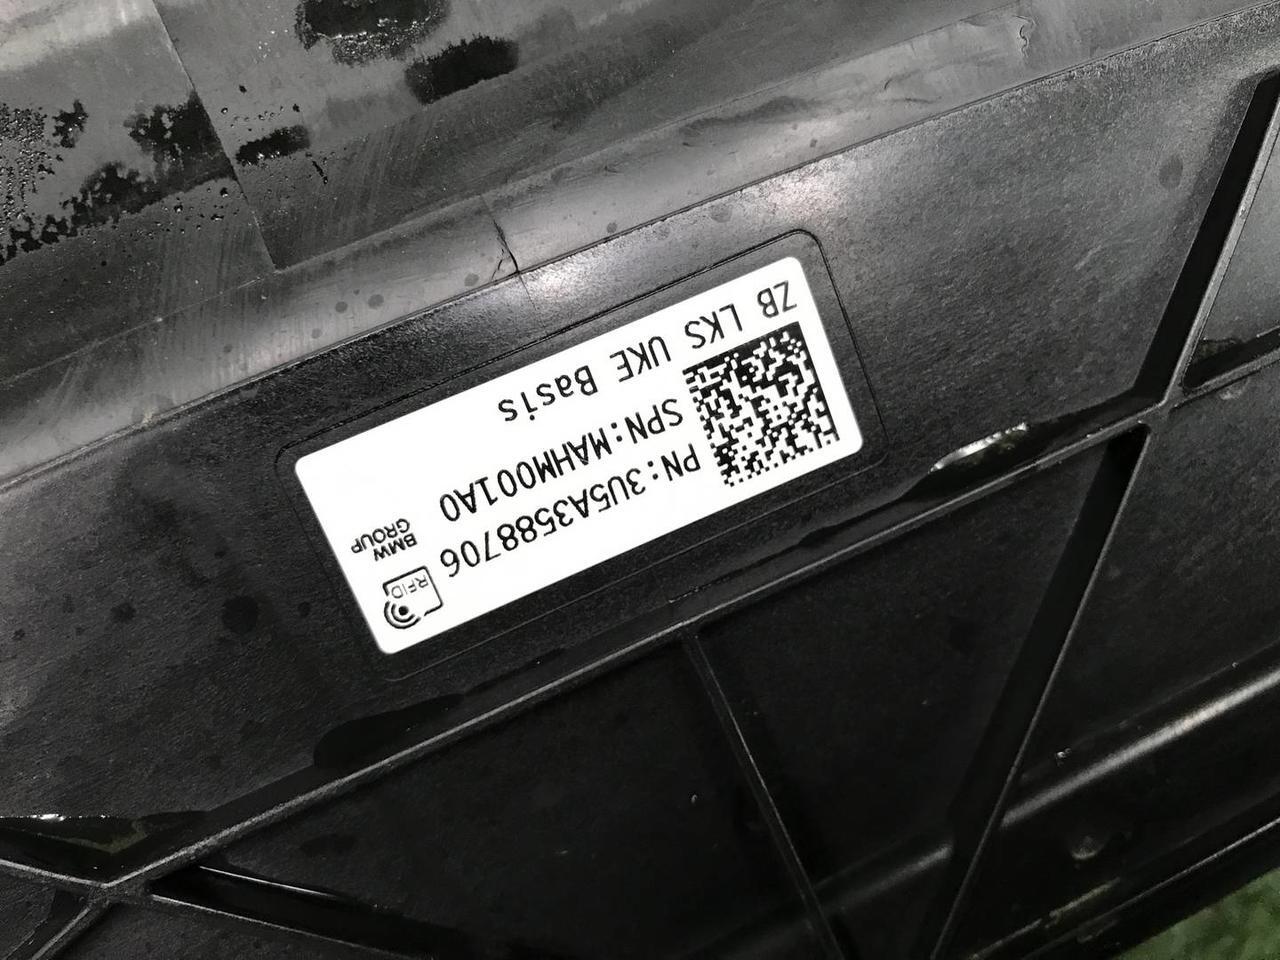 ZB LKS UKE Basis
SPN:MAHM001A0
PN:3U5A3588706
BMW
GROUP
RFID